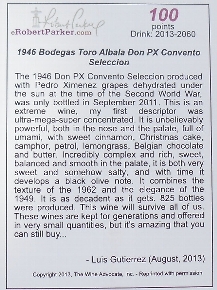 eRobertParker.com
100
points
Drink: 2013-2060
1946 Bodegas Toro Albala Don PX Convento
Seleccion
The 1946 Don PX Convento Seleccion produced
with Pedro Ximenez grapes dehydrated under
the sun at the time of the Second World War,
was only bottled in September 2011. This is an
extreme wine, my first descriptor was
ultra-mega-super concentrated. It is unbelievably
powerful, both in the nose and the palate, full of
umami, with sweet cinnamon, Christmas cake,
camphor, petrol, lemongrass, Belgian chocolate
and butter. Incredibly complex and rich, sweet,
balanced and smooth in the palate, it is both very
sweet and somehow salty, and with time it
develops a black olive note. It combines the
texture of the 1962 and the elegance of the
1949. It is as decadent as it gets. 825 bottles
were produced. This wine will survive all of us.
These wines are kept for generations and offered
in very small quantities, but it's amazing that you
can still buy...
- Luis Gutierrez (August, 2013)
Copyright 2013, The Wine Advocate, Inc. - Reprinted with permission